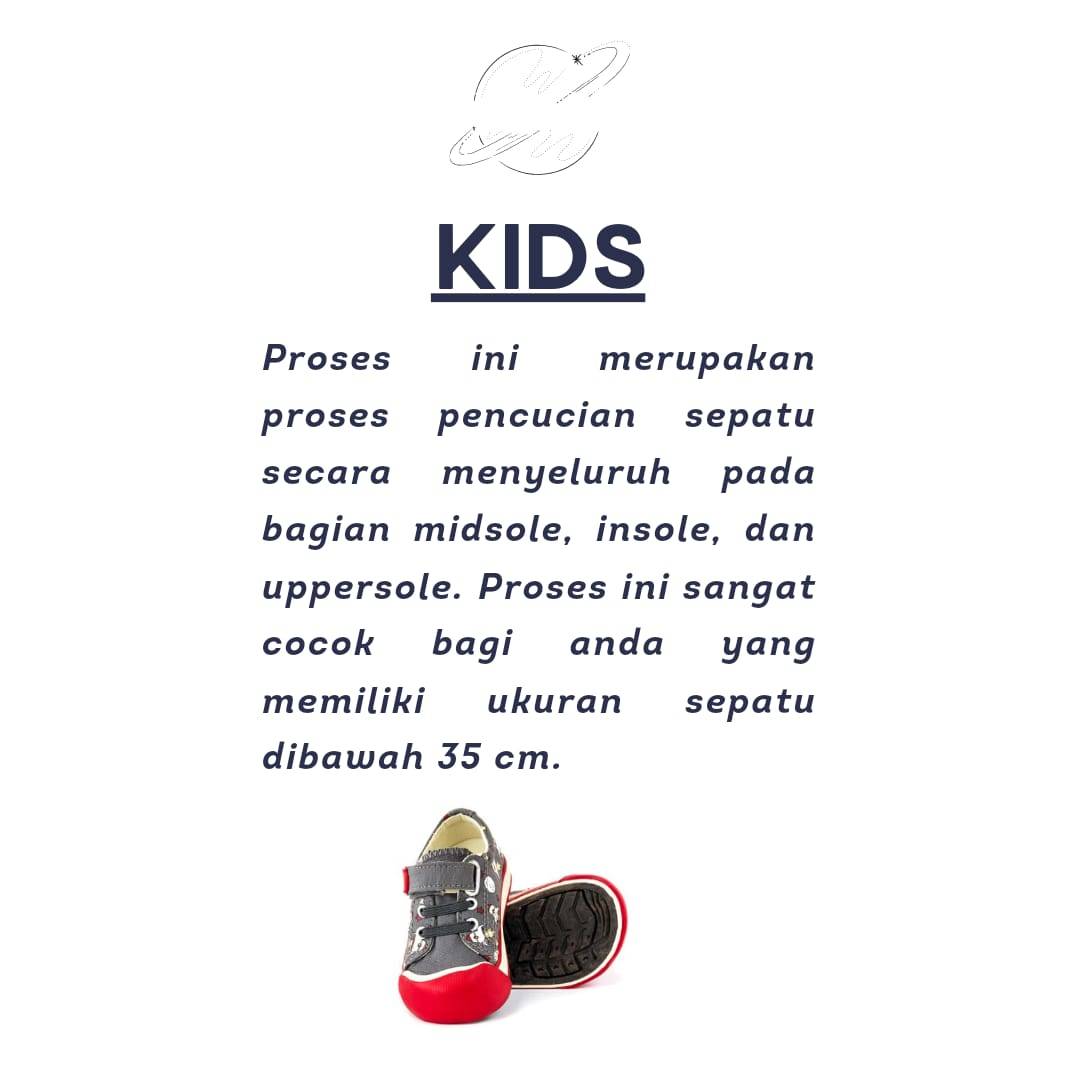 KIDS
Proses ini merupakan
proses pencucian sepatu
secara menyeluruh pada
bagian midsole, insole, dan
uppersole. Proses ini sangat
cocok bagi anda yang
memiliki ukuran sepatu
dibawah 35 cm.